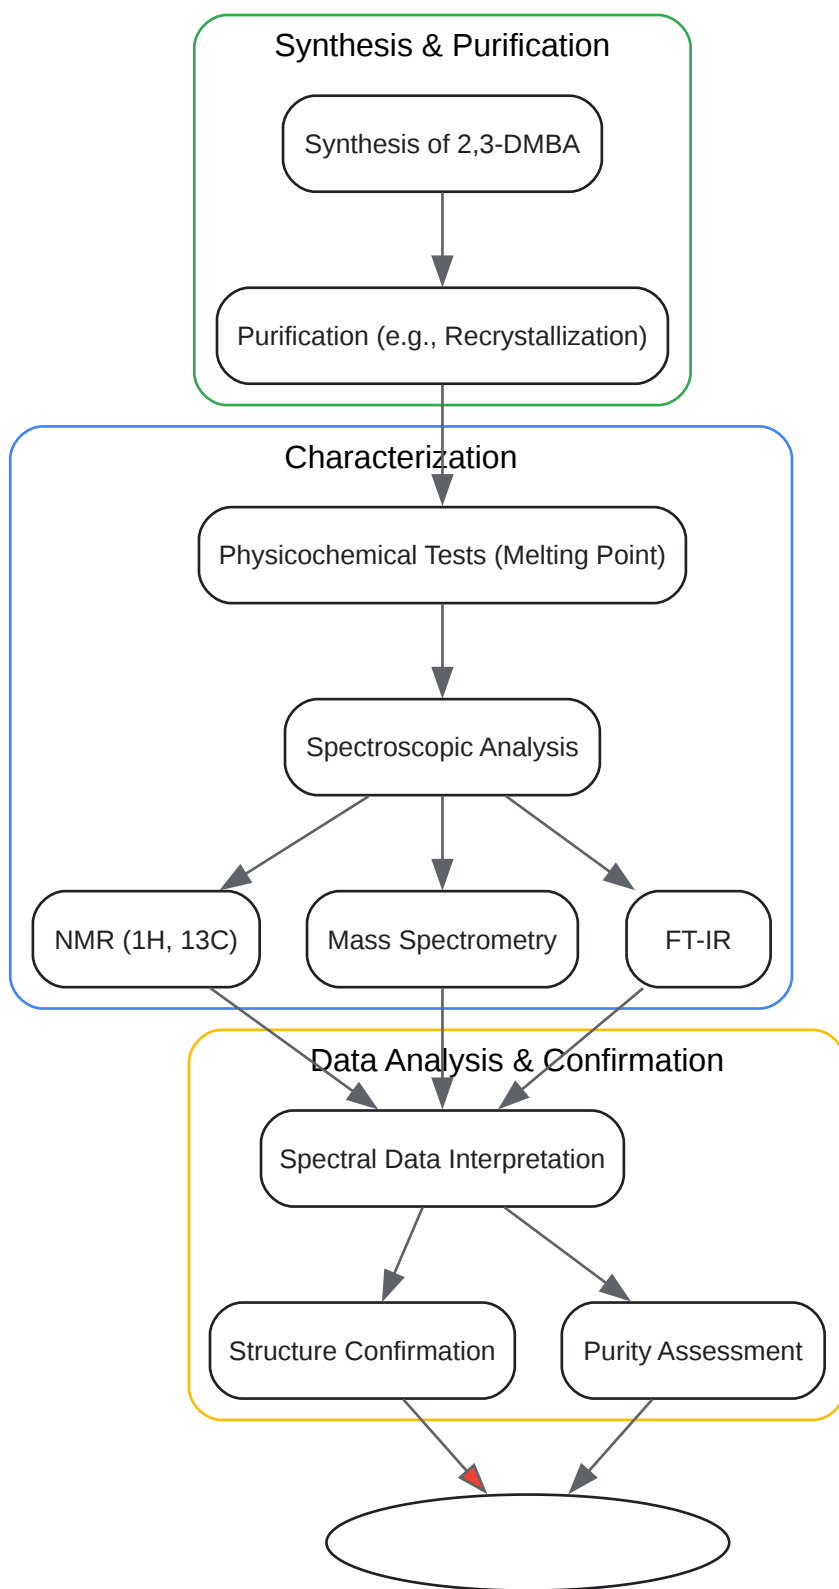 Synthesis & Purification
Synthesis of 2,3-DMBA
Purification (e.g., Recrystallization)
Characterization
Physicochemical Tests (Melting Point)
Spectroscopic Analysis
NMR (1H, 13C)
Mass Spectrometry
FT-IR
Data Analysis & Confirmation
Spectral Data Interpretation
Structure Confirmation
Purity Assessment